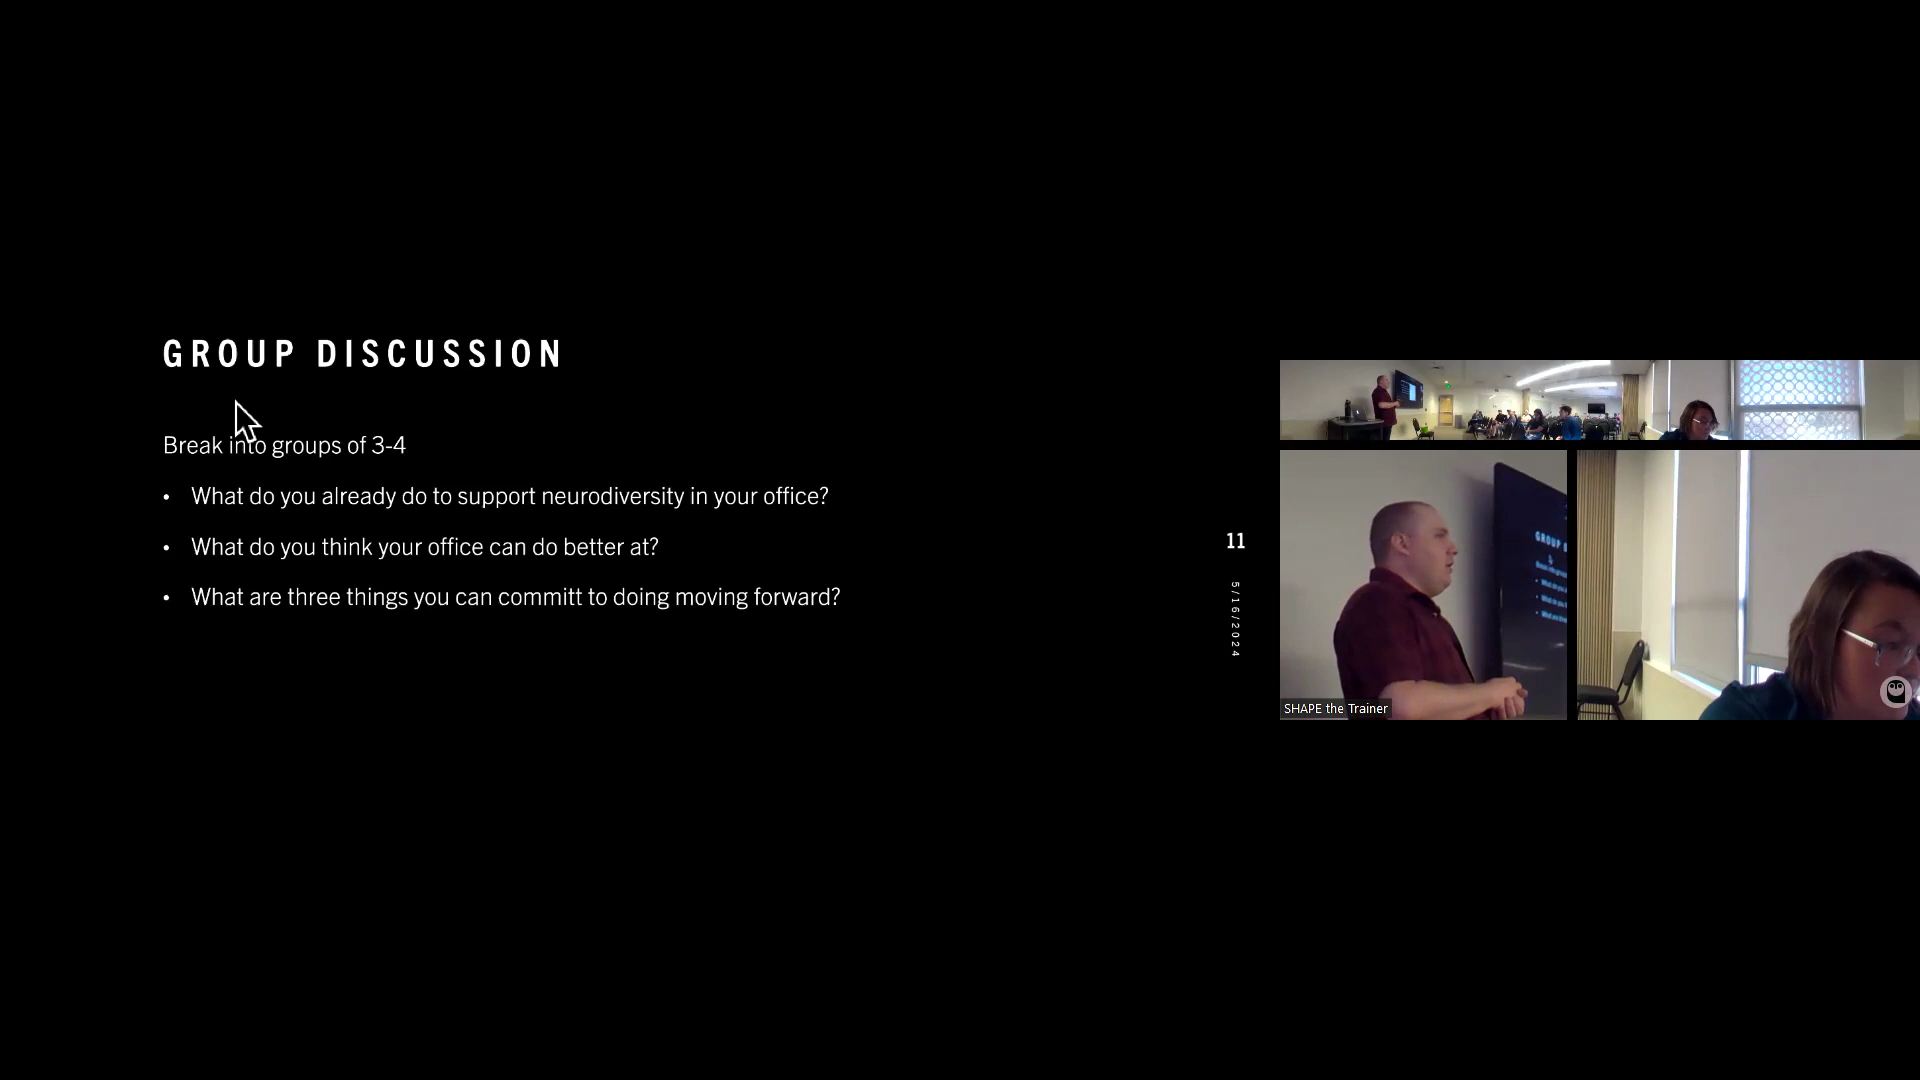 GROUP DISCUSSION
Break into groups of 3-4
• What do you already do to support neurodiversity in your office?
• What do you think your office can do better at?
• What are three things you can committ to doing moving forward?
11
5/16/2024
GROUP
SHAPE the Trainer